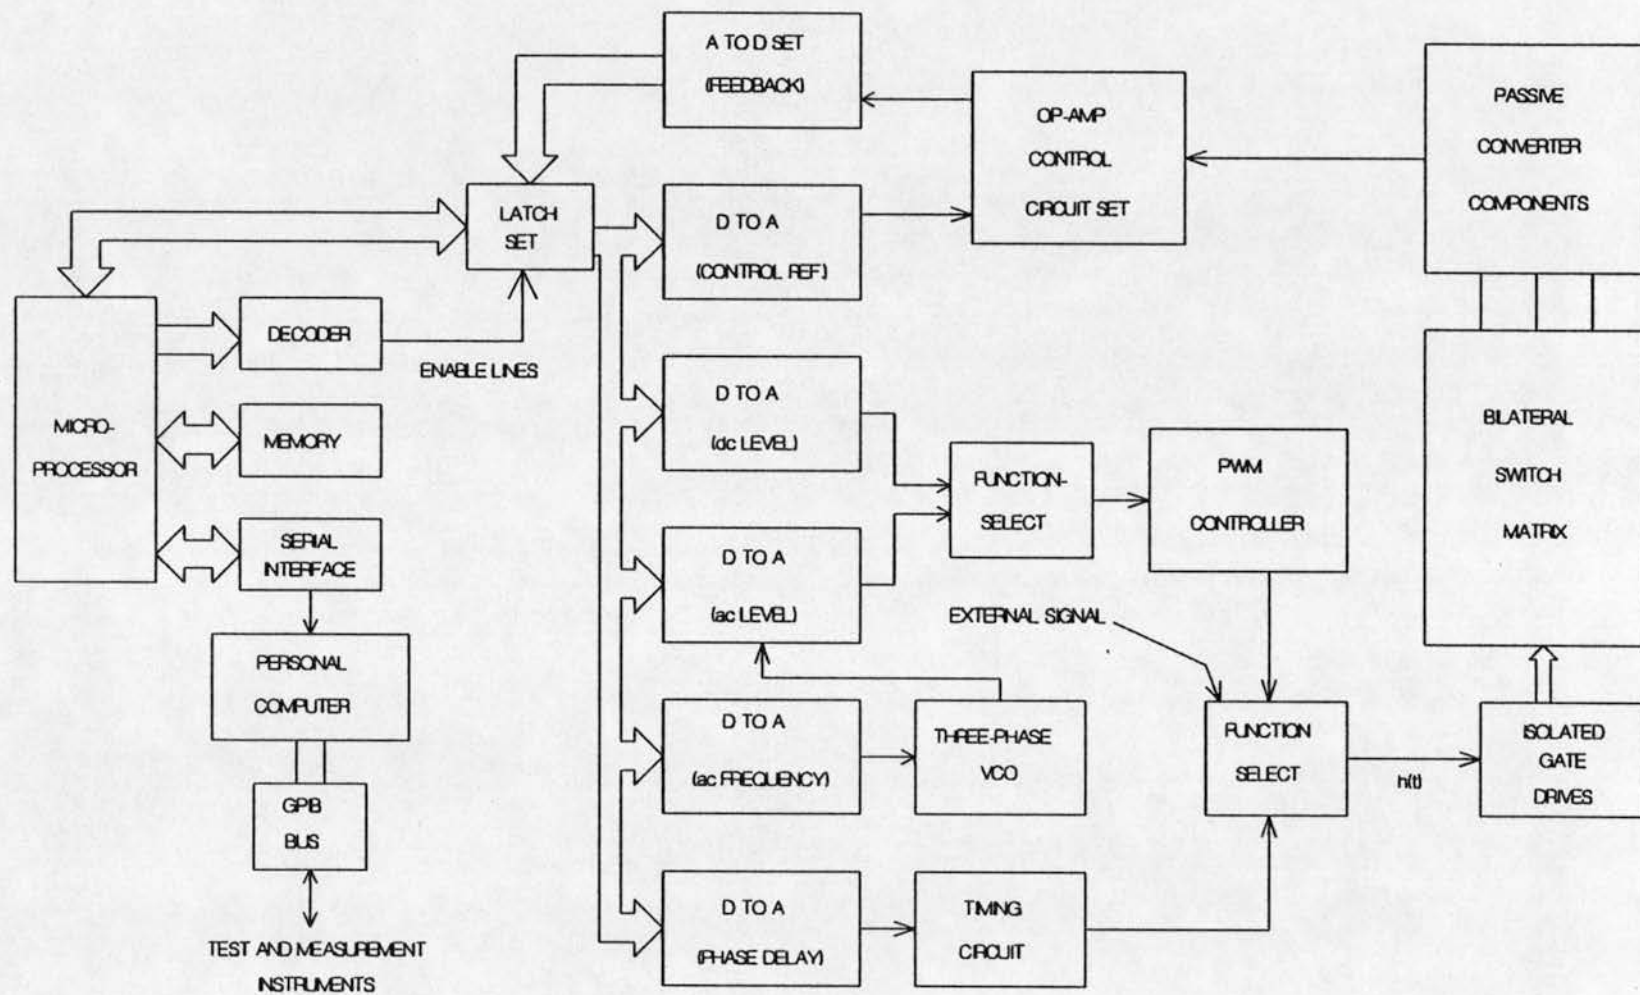 A TO D SET
(FEEDBACK)
OP-AMP
CONTROL
CIRCUIT SET
PASSIVE
CONVERTER
COMPONENTS
LATCH
SET
D TO A
(CONTROL REF.)
DECODER
ENABLE LINES
MICRO-
PROCESSOR
MEMORY
SERIAL
INTERFACE
PERSONAL
COMPUTER
GPIB
BUS
TEST AND MEASUREMENT
INSTRUMENTS
D TO A
(dc LEVEL)
D TO A
(ac LEVEL)
FUNCTION-
SELECT
PWM
CONTROLLER
BILATERAL
SWITCH
MATRIX
EXTERNAL SIGNAL
D TO A
(ac FREQUENCY)
THREE-PHASE
VCO
FUNCTION
SELECT
h(t)
ISOLATED
GATE
DRIVES
D TO A
(PHASE DELAY)
TIMING
CIRCUIT